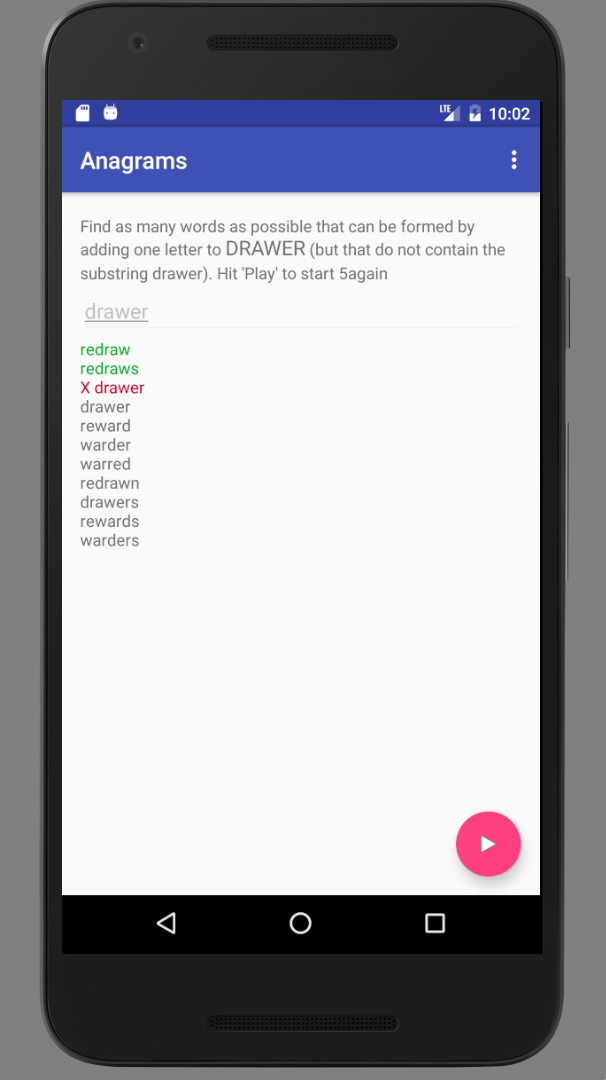 LTE 10:02
Anagrams
Find as many words as possible that can be formed by
adding one letter to DRAWER (but that do not contain the
substring drawer). Hit 'Play' to start 5again
drawer
redraw
redraws
X drawer
drawer
reward
warder
warred
redrawn
drawers
rewards
warders